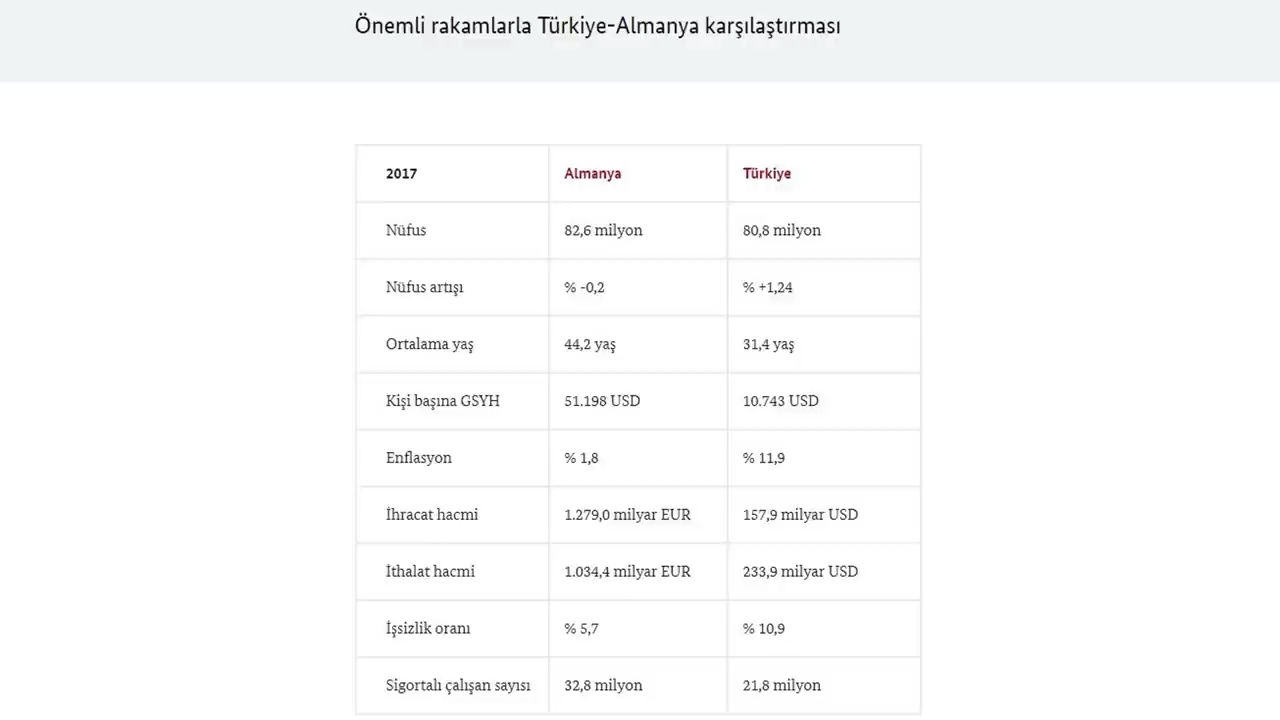 Önemli rakamlarla Türkiye-Almanya karşılaştırması
2017 Almanya Türkiye
Nüfus 82,6 milyon 80,8 milyon
Nüfus artışı % -0,2 % +1,24
Ortalama yaş 44,2 yaş 31,4 yaş
Kişi başına GSYH 51.198 USD 10.743 USD
Enflasyon % 1,8 % 11,9
İhracat hacmi 1.279,0 milyar EUR 157,9 milyar USD
İthalat hacmi 1.034,4 milyar EUR 233,9 milyar USD
İşsizlik oranı % 5,7 % 10,9
Sigortalı çalışan sayısı 32,8 milyon 21,8 milyon